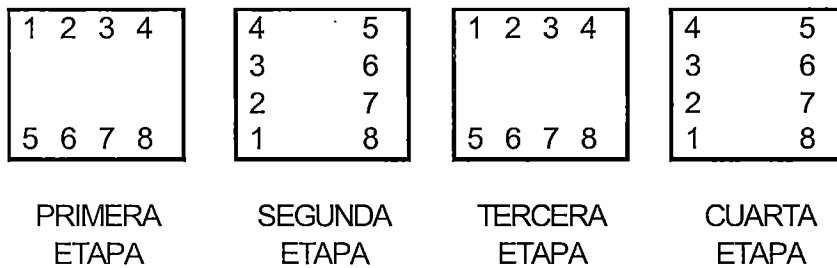 1 2 3 4
5 6 7 8
PRIMERA
ETAPA
4 5
3 6
2 7
1 8
SEGUNDA
ETAPA
1 2 3 4
5 6 7 8
TERCERA
ETAPA
4 5
3 6
2 7
1 8
CUARTA
ETAPA